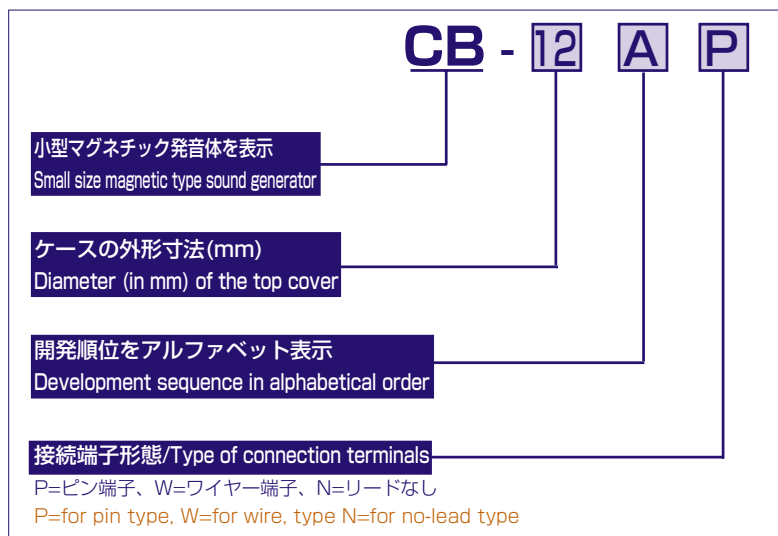 CB - 12 A P
小型マグネチック発音体を表示
Small size magnetic type sound generator
ケースの外形寸法(mm)
Diameter (in mm) of the top cover
開発順位をアルファベット表示
Development sequence in alphabetical order
接続端子形態/Type of connection terminals
P=ピン端子、W=ワイヤー端子、N=リードなし
P=for pin type, W=for wire, type N=for no-lead type